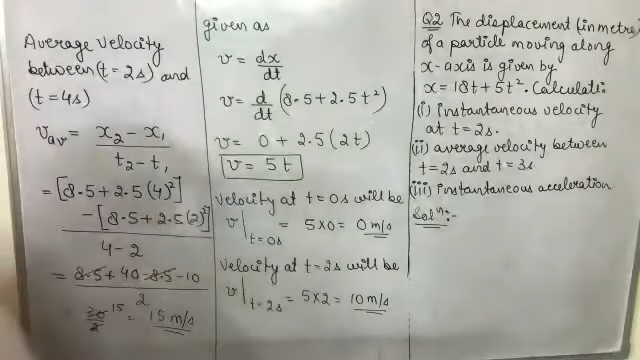 Average Velocity
between (t = 2s) and
(t = 4s)
Vav = x2 - x1
t2 - t1
= [8.5 + 2.5(4)²]
- [8.5 + 2.5(2)²]
4 - 2
= 8.5 + 40 - 8.5 - 10
2
30/2 15 = 15 m/s
given as
v = dx/dt
v = d/dt (8.5 + 2.5t²)
v = 0 + 2.5(2t)
v = 5t
Velocity at t = 0s will be
v|t=0s = 5×0 = 0 m/s
Velocity at t = 2s will be
v|t=2s = 5×2 = 10 m/s
Q2 The displacement (in metre)
of a particle moving along
x-axis is given by
x = 18t + 5t². Calculate:
(i) instantaneous velocity
at t = 2s.
(ii) average velocity between
t = 2s and t = 3s
(iii) instantaneous acceleration.
Solⁿ:-